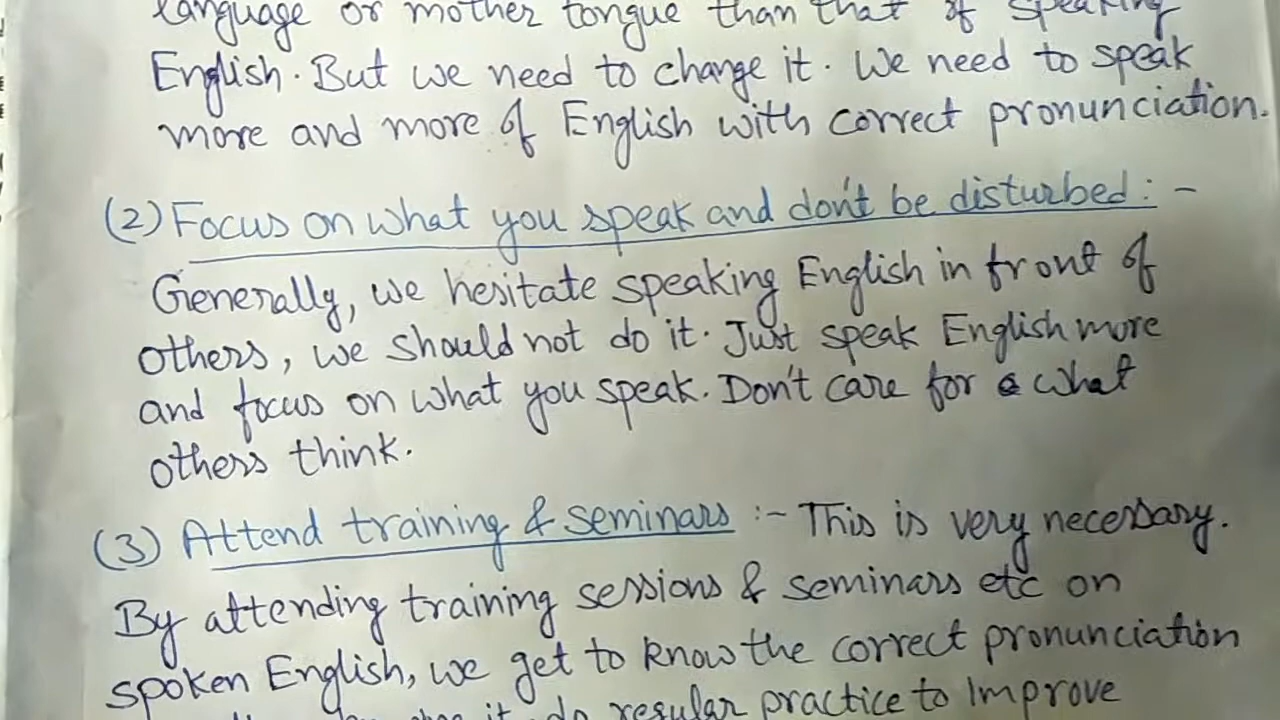 language or mother tongue than that of speaking
English. But we need to change it. We need to speak
more and more of English with correct pronunciation.
(2) Focus on what you speak and don't be disturbed : -
Generally, we hesitate speaking English in front of
others, we should not do it. Just speak English more
and focus on what you speak. Don't care for what
others think.
(3) Attend training & seminars :- This is very necessary.
By attending training sessions & seminars etc on
spoken English, we get to know the correct pronunciation
it do regular practice to Improve